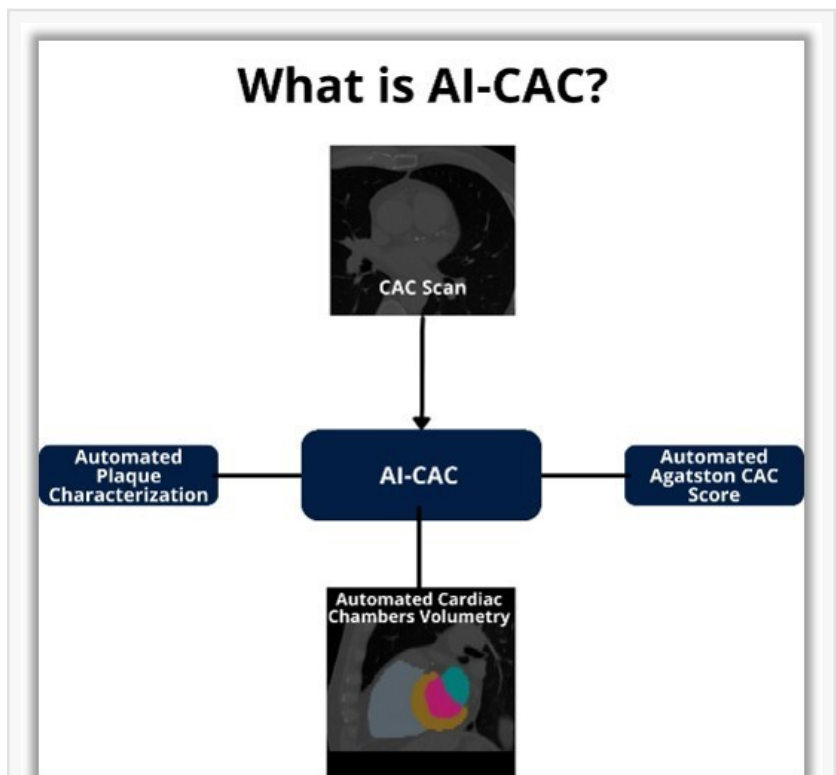 What is AI-CAC?
CAC Scan
Automated
Plaque
Characterization
AI-CAC
Automated
Agatston CAC
Score
Automated Cardiac
Chambers Volumetry